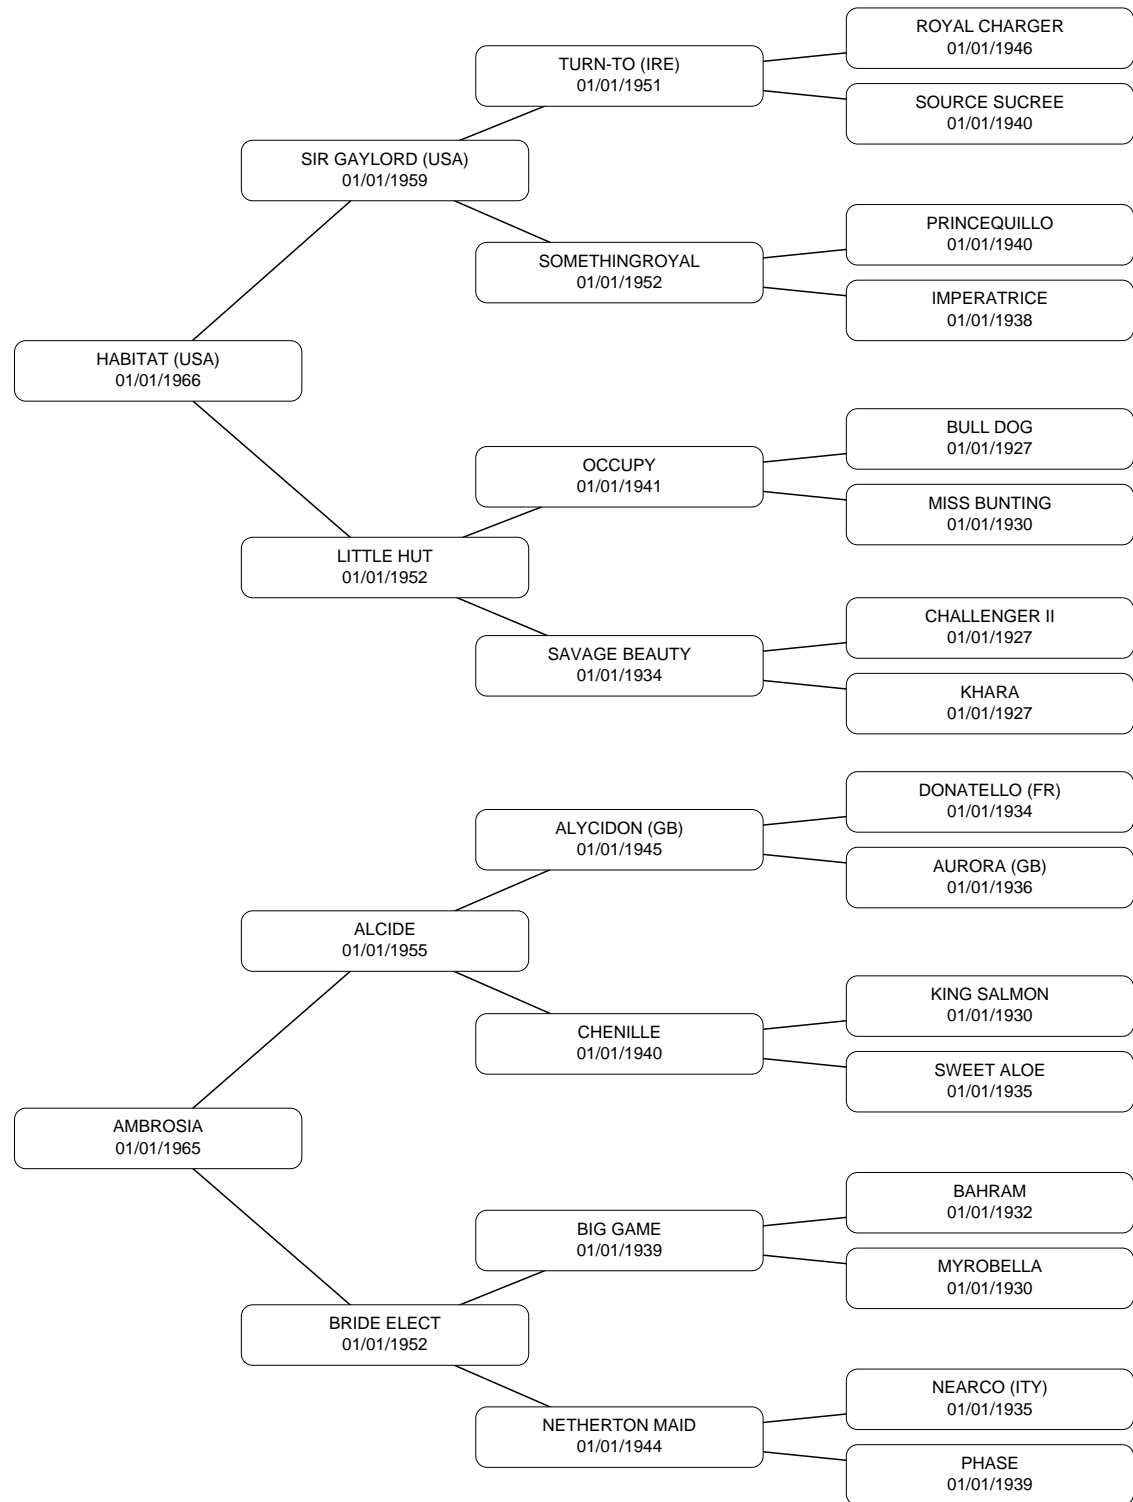 ROYAL CHARGER
01/01/1946
TURN-TO (IRE)
01/01/1951
SOURCE SUCREE
01/01/1940
SIR GAYLORD (USA)
01/01/1959
PRINCEQUILLO
01/01/1940
SOMETHINGROYAL
01/01/1952
IMPERATRICE
01/01/1938
HABITAT (USA)
01/01/1966
BULL DOG
01/01/1927
OCCUPY
01/01/1941
MISS BUNTING
01/01/1930
LITTLE HUT
01/01/1952
CHALLENGER II
01/01/1927
SAVAGE BEAUTY
01/01/1934
KHARA
01/01/1927
DONATELLO (FR)
01/01/1934
ALYCIDON (GB)
01/01/1945
AURORA (GB)
01/01/1936
ALCIDE
01/01/1955
KING SALMON
01/01/1930
CHENILLE
01/01/1940
SWEET ALOE
01/01/1935
AMBROSIA
01/01/1965
BAHRAM
01/01/1932
BIG GAME
01/01/1939
MYROBELLA
01/01/1930
BRIDE ELECT
01/01/1952
NEARCO (ITY)
01/01/1935
NETHERTON MAID
01/01/1944
PHASE
01/01/1939